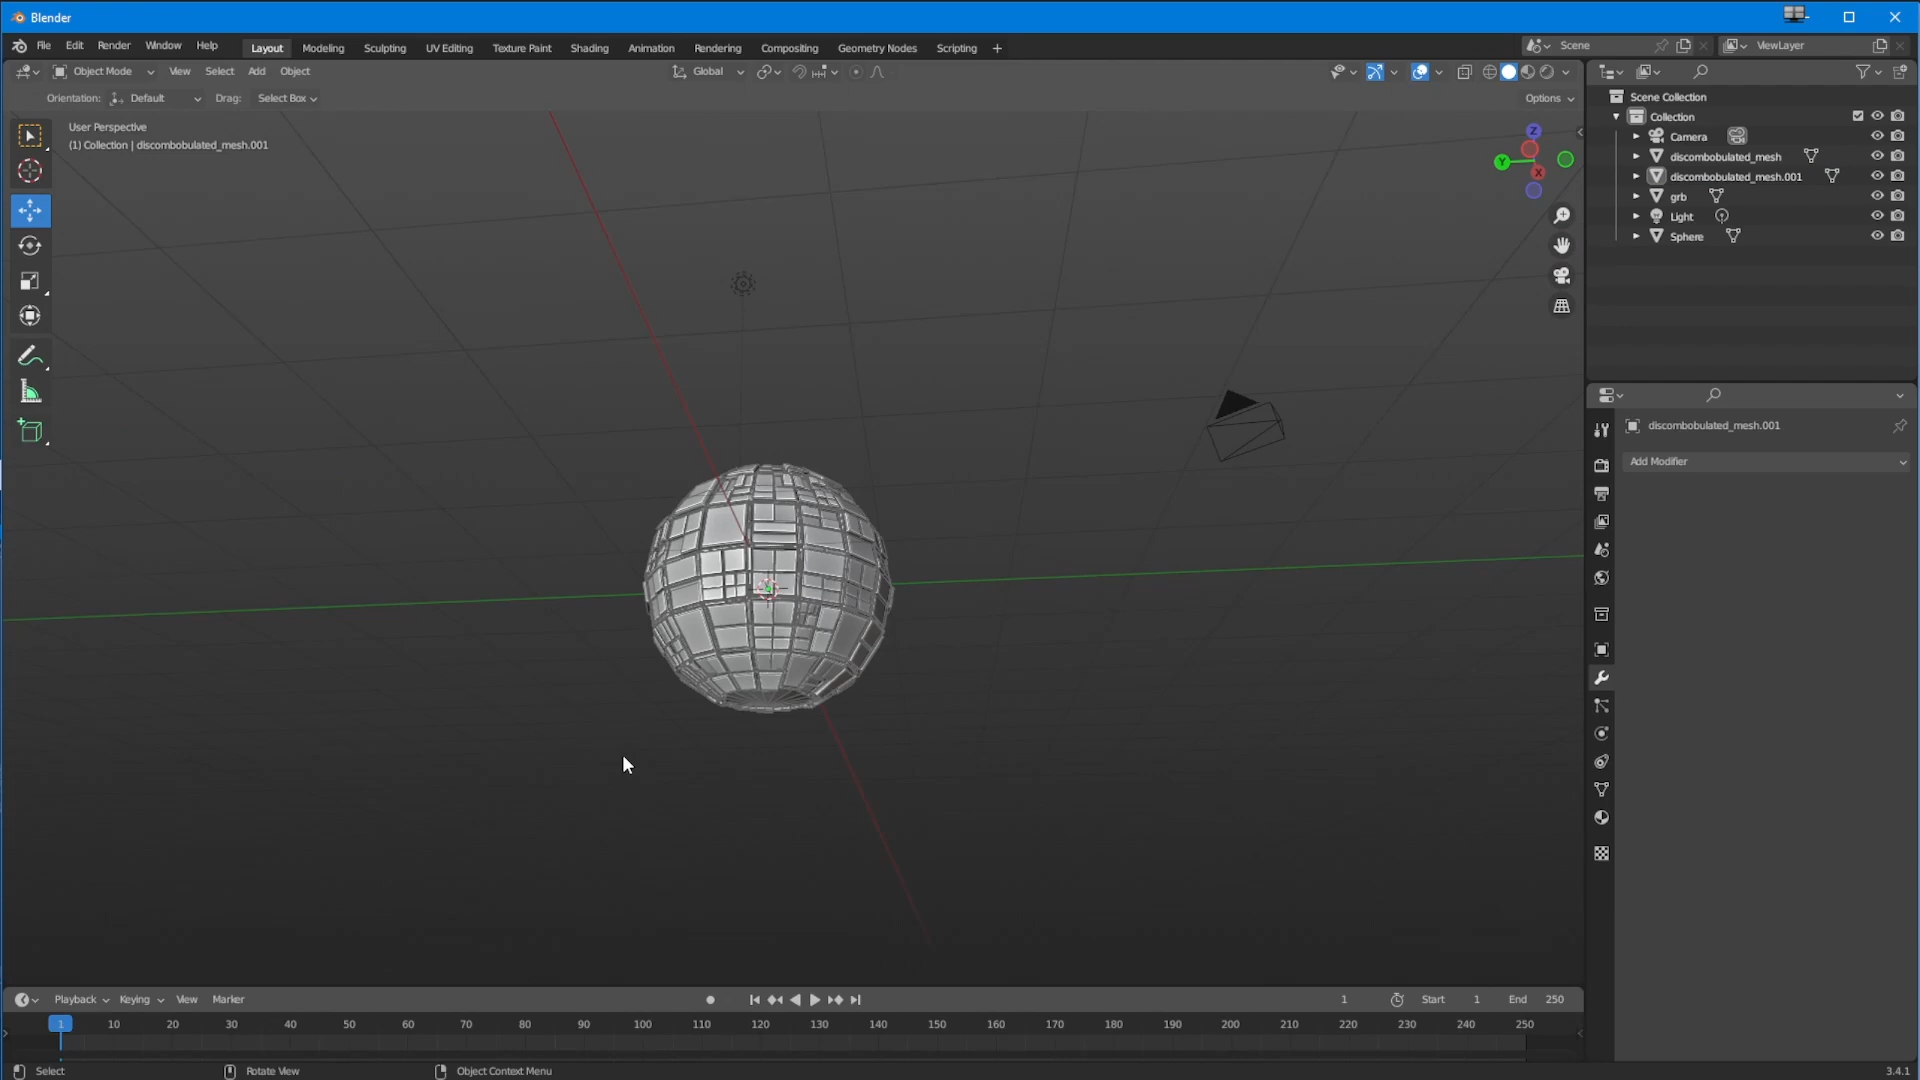 Blender
File Edit Render Window Help Layout Modeling Sculpting UV Editing Texture Paint Shading Animation Rendering Compositing Geometry Nodes Scripting + Scene ViewLayer
Object Mode View Select Add Object Global
Orientation: Default Drag: Select Box Options
User Perspective
(1) Collection | discombobulated_mesh.001
Z
Y
X
Scene Collection
Collection
Camera
discombobulated_mesh
discombobulated_mesh.001
grb
Light
Sphere
discombobulated_mesh.001
Add Modifier
Playback Keying View Marker 1 Start 1 End 250
1 10 20 30 40 50 60 70 80 90 100 110 120 130 140 150 160 170 180 190 200 210 220 230 240 250
Select Rotate View Object Context Menu 3.4.1